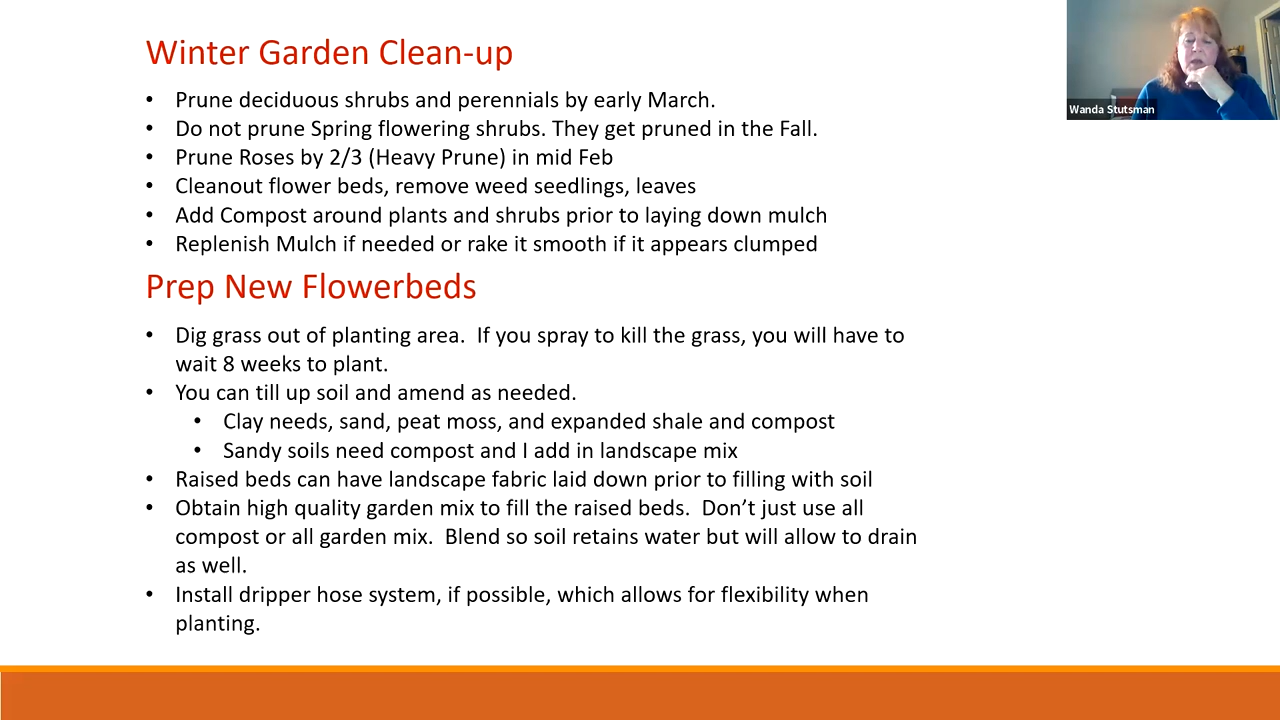 Winter Garden Clean-up
• Prune deciduous shrubs and perennials by early March.
• Do not prune Spring flowering shrubs. They get pruned in the Fall.
• Prune Roses by 2/3 (Heavy Prune) in mid Feb
• Cleanout flower beds, remove weed seedlings, leaves
• Add Compost around plants and shrubs prior to laying down mulch
• Replenish Mulch if needed or rake it smooth if it appears clumped
Prep New Flowerbeds
• Dig grass out of planting area.  If you spray to kill the grass, you will have to
wait 8 weeks to plant.
• You can till up soil and amend as needed.
• Clay needs, sand, peat moss, and expanded shale and compost
• Sandy soils need compost and I add in landscape mix
• Raised beds can have landscape fabric laid down prior to filling with soil
• Obtain high quality garden mix to fill the raised beds.  Don’t just use all
compost or all garden mix.  Blend so soil retains water but will allow to drain
as well.
• Install dripper hose system, if possible, which allows for flexibility when
planting.
Wanda Stutsman